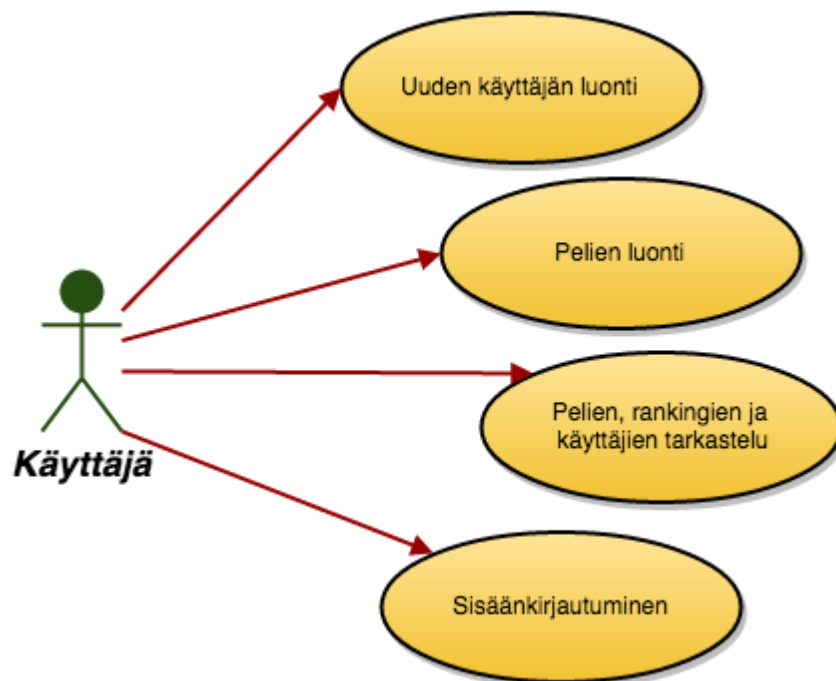 Uuden käyttäjän luonti
Pelien luonti
Pelien, rankingien ja
käyttäjien tarkastelu
Käyttäjä
Sisäänkirjautuminen